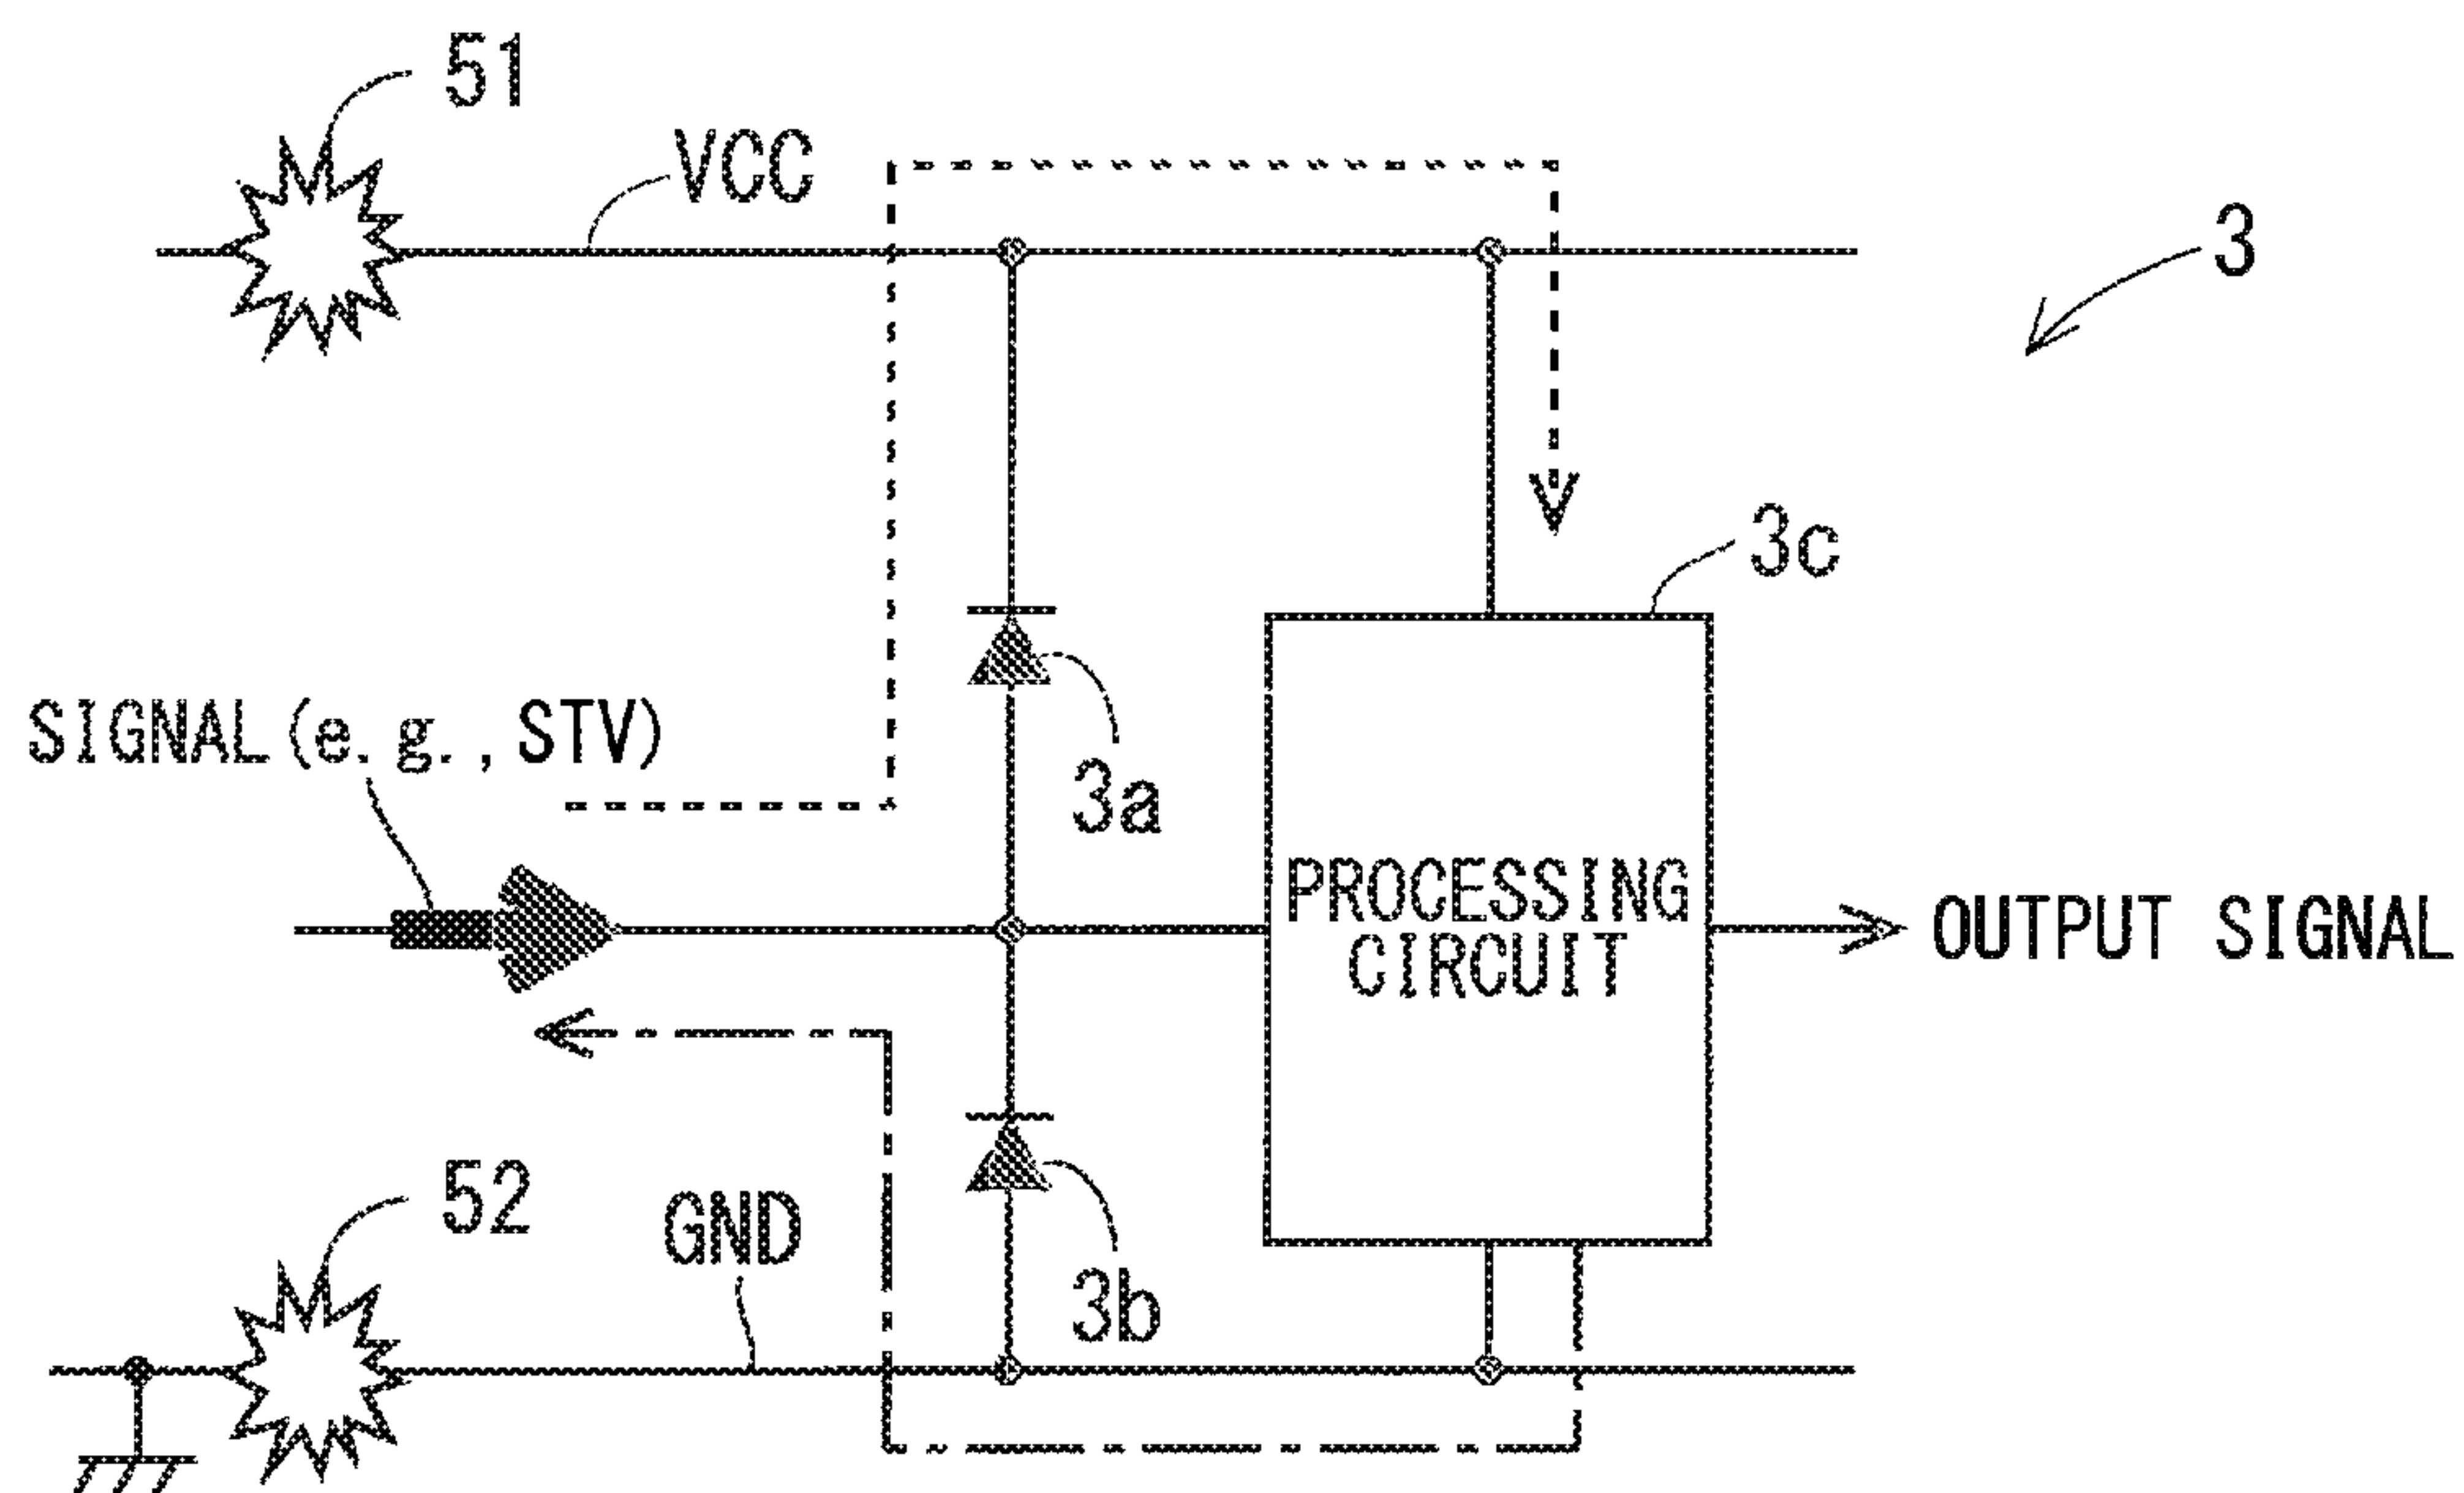 51
VCC
3
3c
SIGNAL(e.g., STV)
3a
PROCESSING
CIRCUIT
OUTPUT SIGNAL
52
GND
3b